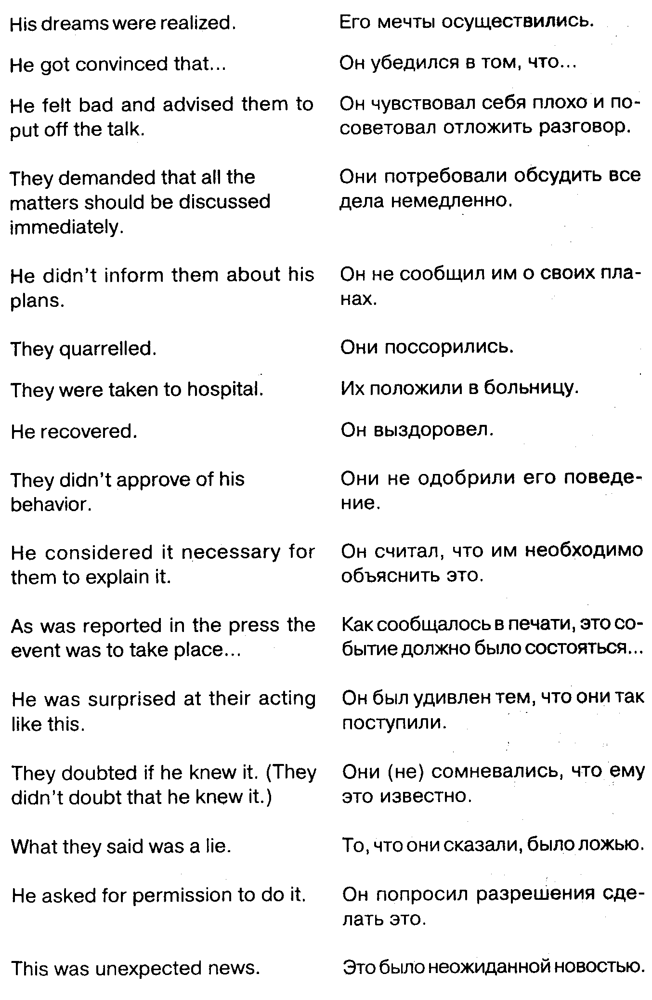 His dreams were realized.
Его мечты осуществились.
He got convinced that...
Он убедился в том, что...
He felt bad and advised them to
put off the talk.
Он чувствовал себя плохо и по-
советовал отложить разговор.
They demanded that all the
matters should be discussed
immediately.
Они потребовали обсудить все
дела немедленно.
He didn't inform them about his
plans.
Он не сообщил им о своих пла-
нах.
They quarrelled.
Они поссорились.
They were taken to hospital.
Их положили в больницу.
He recovered.
Он выздоровел.
They didn't approve of his
behavior.
Они не одобрили его поведе-
ние.
He considered it necessary for
them to explain it.
Он считал, что им необходимо
объяснить это.
As was reported in the press the
event was to take place...
Как сообщалось в печати, это со-
бытие должно было состояться...
He was surprised at their acting
like this.
Он был удивлен тем, что они так
поступили.
They doubted if he knew it. (They
didn't doubt that he knew it.)
Они (не) сомневались, что ему
это известно.
What they said was a lie.
То, что они сказали, было ложью.
He asked for permission to do it.
Он попросил разрешения сде-
лать это.
This was unexpected news.
Это было неожиданной новостью.